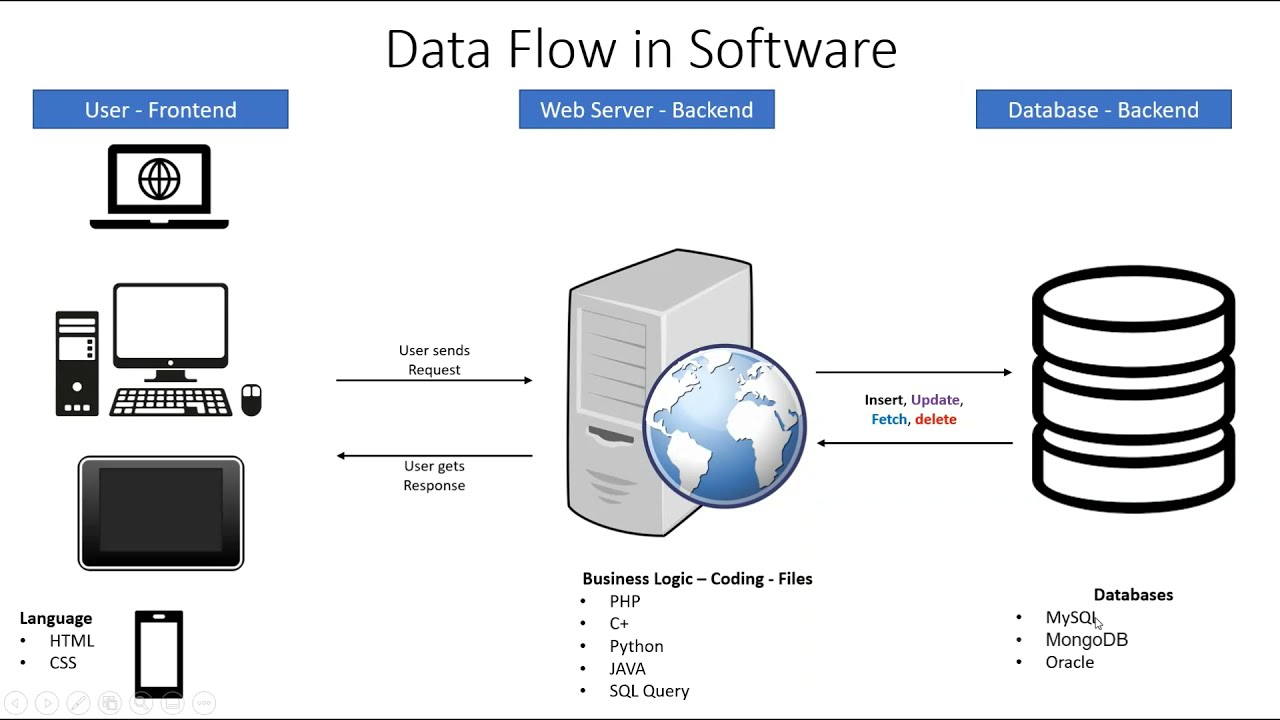 Data Flow in Software
User - Frontend
Web Server - Backend
Database - Backend
User sends
Request
User gets
Response
Insert, Update,
Fetch, delete
Language
• HTML
• CSS
Business Logic – Coding - Files
• PHP
• C+
• Python
• JAVA
• SQL Query
Databases
• MySQL
• MongoDB
• Oracle